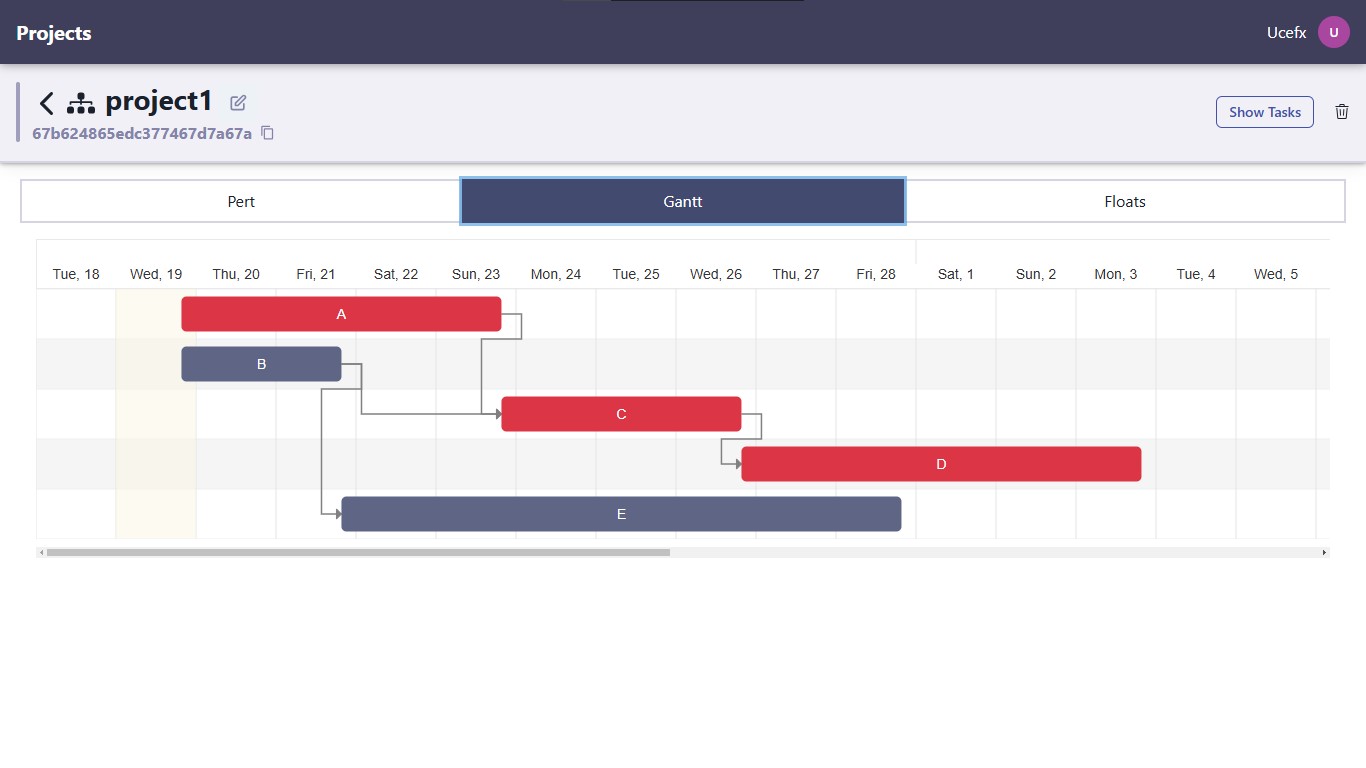 Projects
Ucefx
U
project1
67b624865edc377467d7a67a
Show Tasks
Pert
Gantt
Floats
Tue, 18
Wed, 19
Thu, 20
Fri, 21
Sat, 22
Sun, 23
Mon, 24
Tue, 25
Wed, 26
Thu, 27
Fri, 28
Sat, 1
Sun, 2
Mon, 3
Tue, 4
Wed, 5
A
B
C
D
E